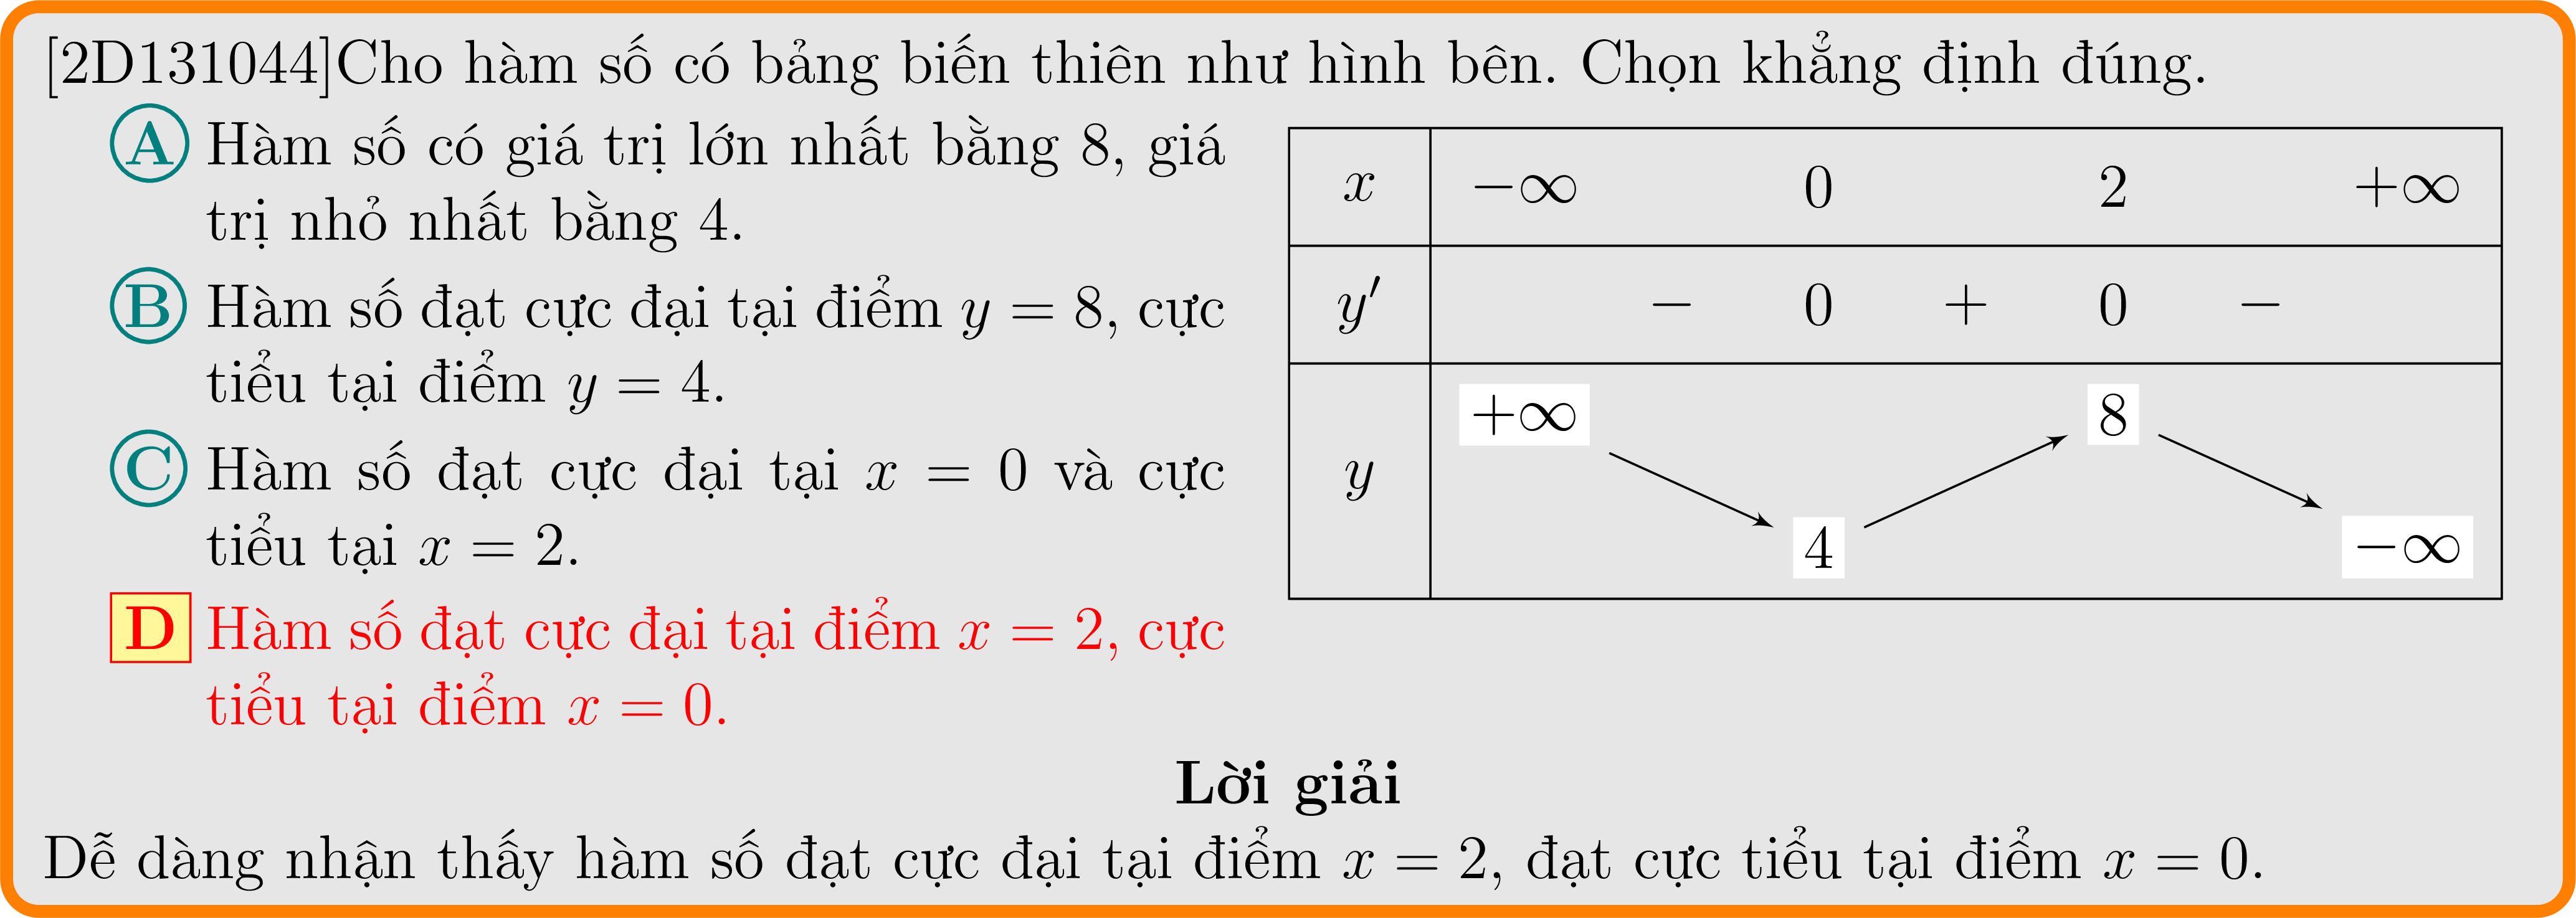 [2D131044]Cho hàm số có bảng biến thiên như hình bên. Chọn khẳng định đúng.
A Hàm số có giá trị lớn nhất bằng 8, giá
trị nhỏ nhất bằng 4.
B Hàm số đạt cực đại tại điểm y = 8, cực
tiểu tại điểm y = 4.
C Hàm số đạt cực đại tại x = 0 và cực
tiểu tại x = 2.
D Hàm số đạt cực đại tại điểm x = 2, cực
tiểu tại điểm x = 0.
x −∞ 0 2 +∞
y′ − 0 + 0 −
y +∞ 4 8 −∞
Lời giải
Dễ dàng nhận thấy hàm số đạt cực đại tại điểm x = 2, đạt cực tiểu tại điểm x = 0.